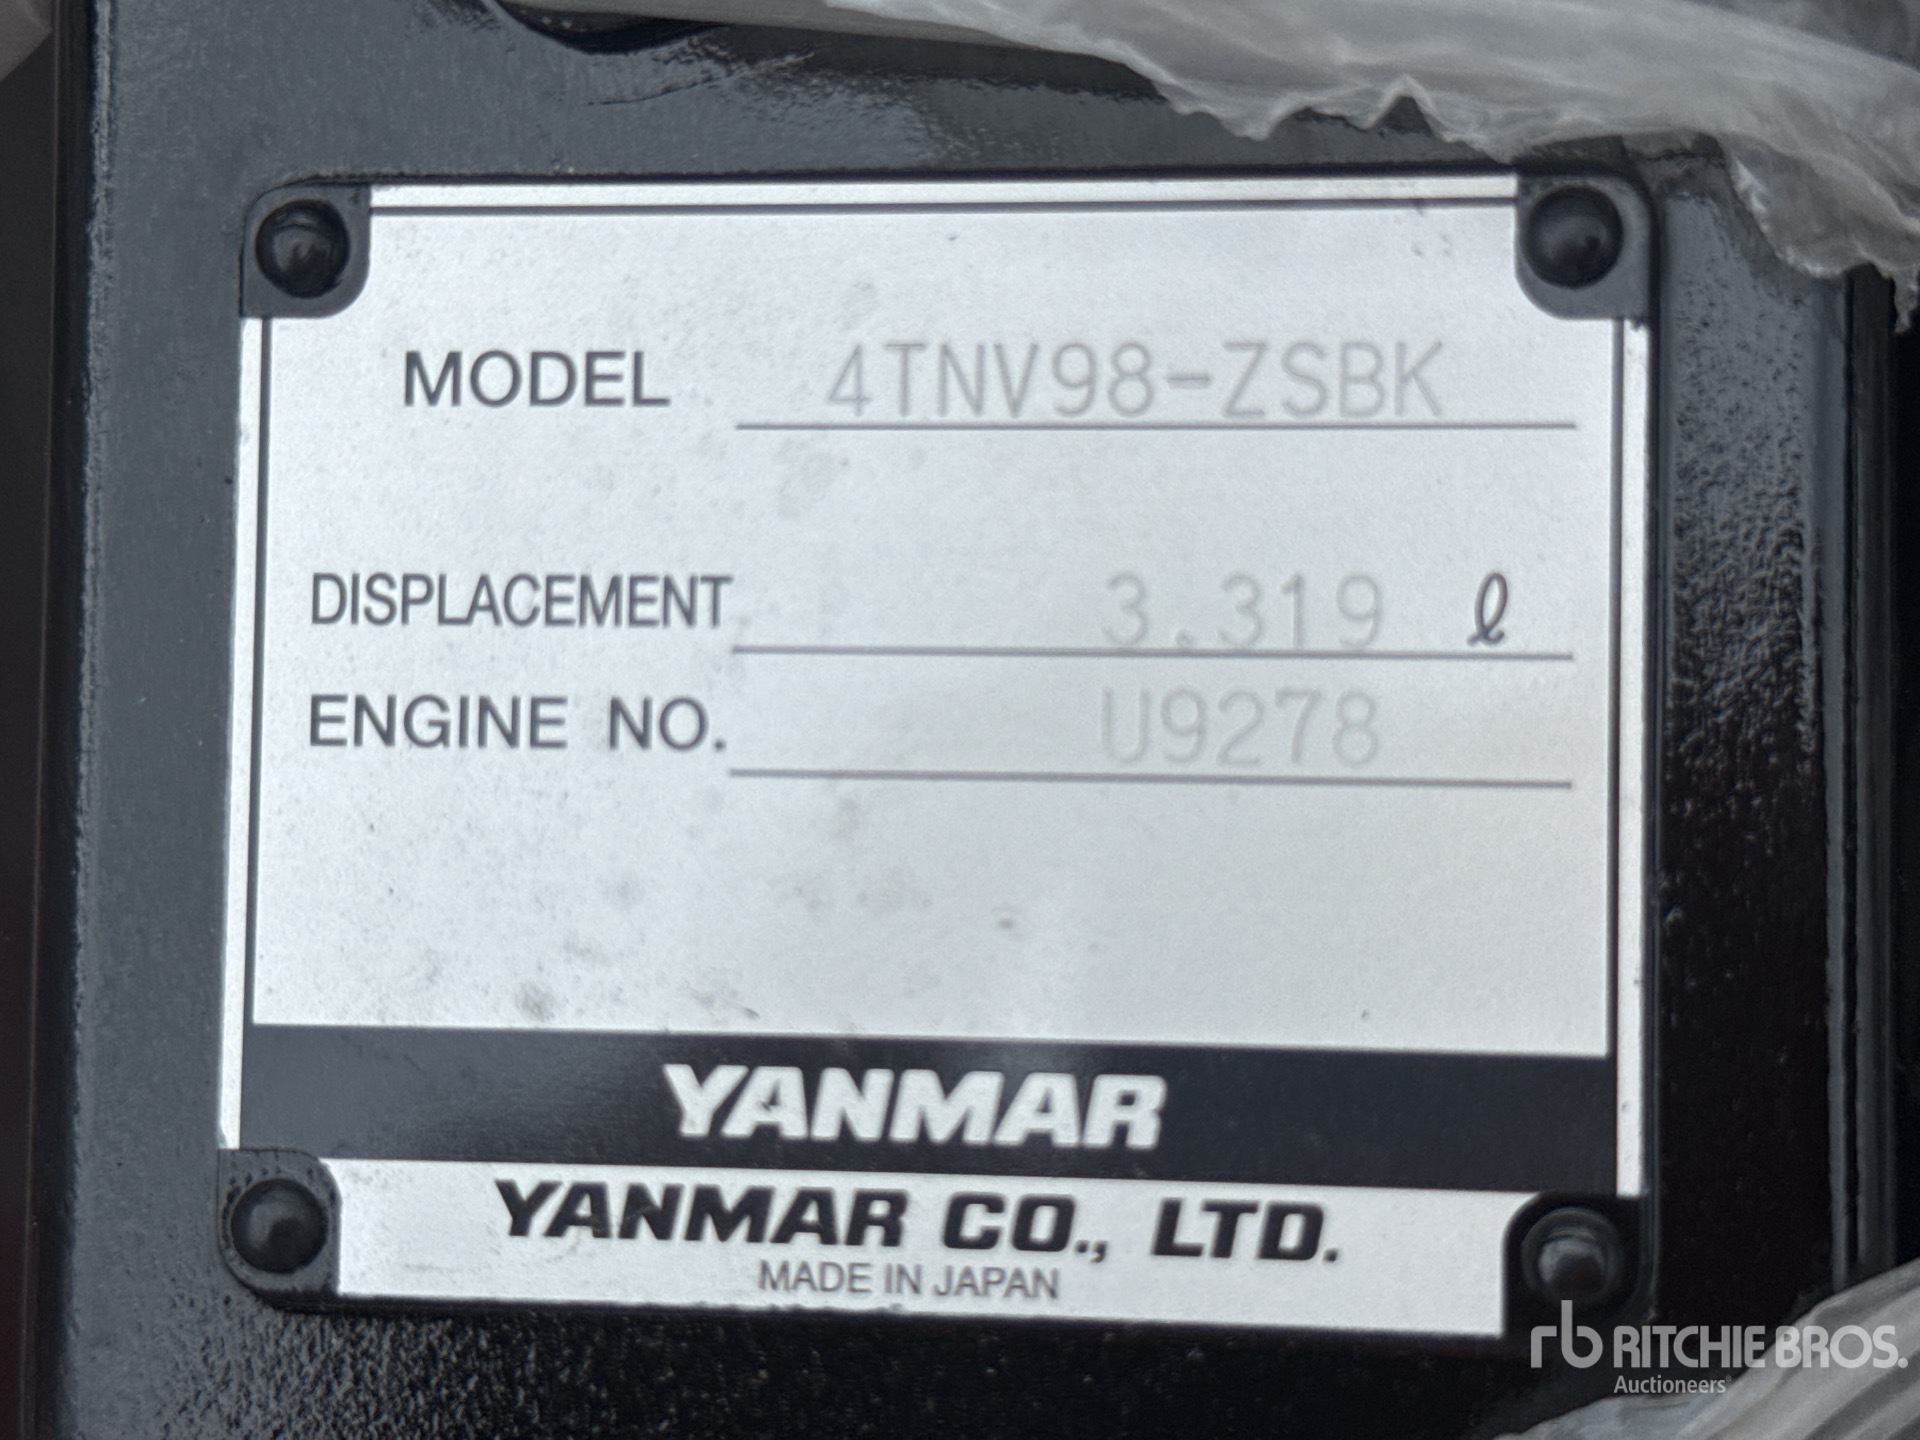 MODEL 4TNV98-ZSBK
DISPLACEMENT 3.319 ℓ
ENGINE NO. U9278
YANMAR
YANMAR CO., LTD.
MADE IN JAPAN
rb RITCHIE BROS.
Auctioneers